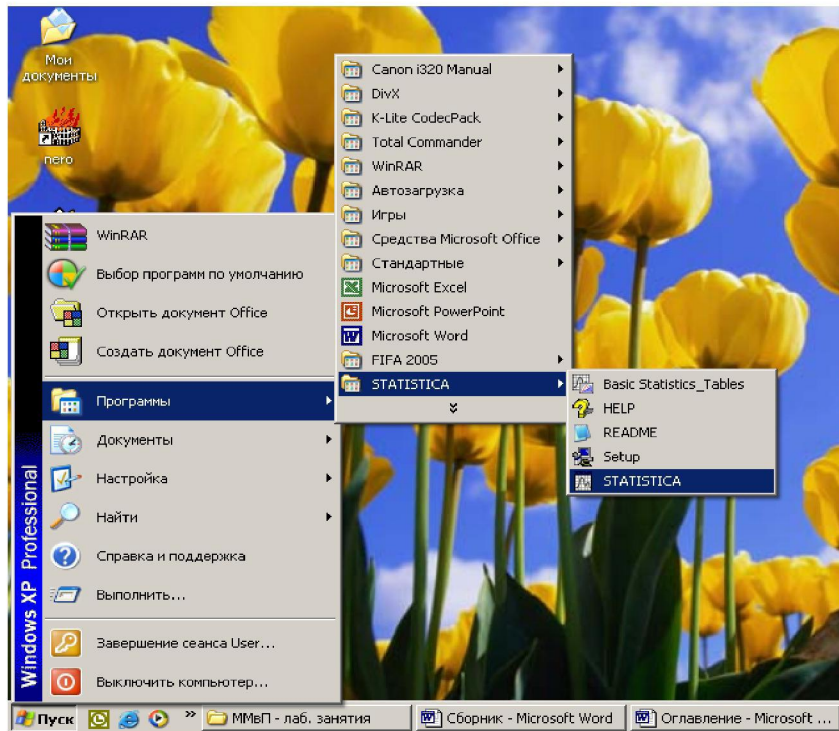 Мои
документы
nero
Windows XP Professional
WinRAR
Выбор программ по умолчанию
Открыть документ Office
Создать документ Office
Программы
Документы
Настройка
Найти
Справка и поддержка
Выполнить...
Завершение сеанса User...
Выключить компьютер...
Canon i320 Manual
DivX
K-Lite CodecPack
Total Commander
WinRAR
Автозагрузка
Игры
Средства Microsoft Office
Стандартные
Microsoft Excel
Microsoft PowerPoint
Microsoft Word
FIFA 2005
STATISTICA
Basic Statistics_Tables
HELP
README
Setup
STATISTICA
Пуск
ММвП - лаб. занятия
Сборник - Microsoft Word
Оглавление - Microsoft ...